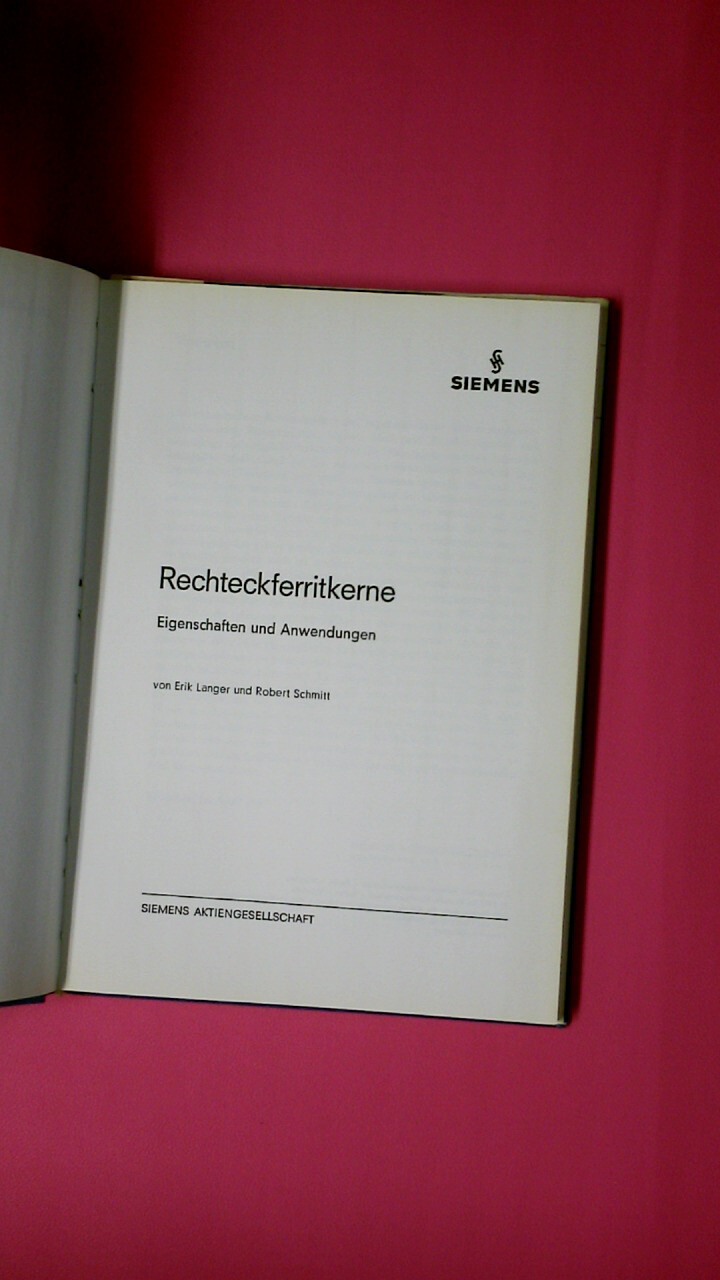 SIEMENS
Rechteckferritkerne
Eigenschaften und Anwendungen
von Erik Langer und Robert Schmitt
SIEMENS AKTIENGESELLSCHAFT